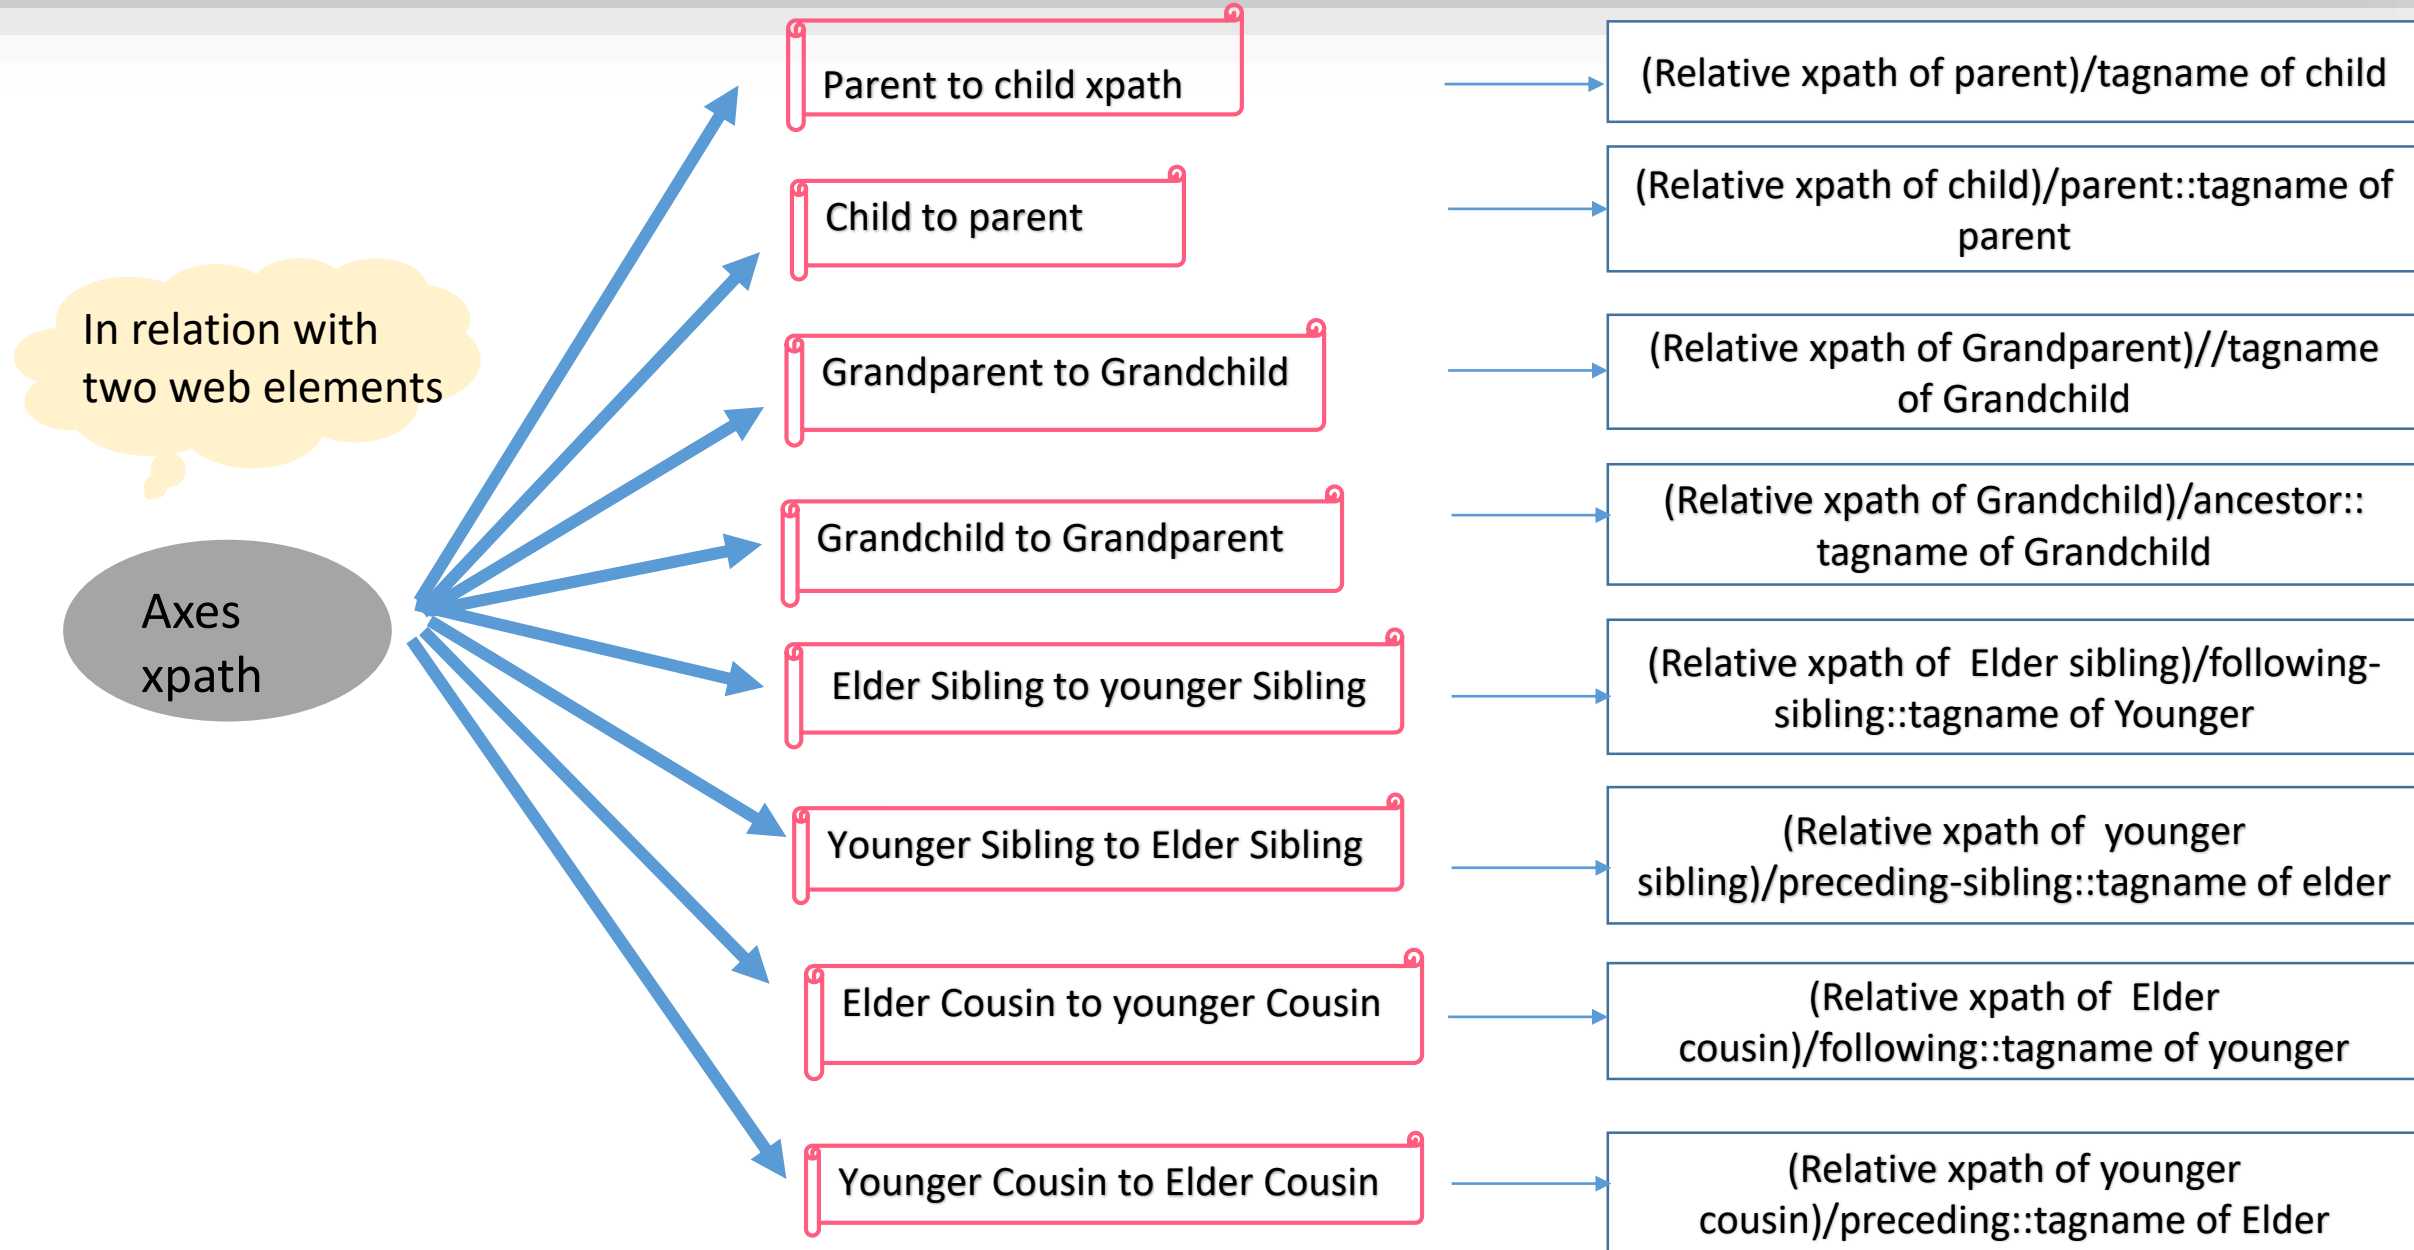 Parent to child xpath
(Relative xpath of parent)/tagname of child
Child to parent
(Relative xpath of child)/parent::tagname of
parent
In relation with
two web elements
Grandparent to Grandchild
(Relative xpath of Grandparent)//tagname
of Grandchild
Grandchild to Grandparent
(Relative xpath of Grandchild)/ancestor::
tagname of Grandchild
Axes
xpath
Elder Sibling to younger Sibling
(Relative xpath of  Elder sibling)/following-
sibling::tagname of Younger
Younger Sibling to Elder Sibling
(Relative xpath of  younger
sibling)/preceding-sibling::tagname of elder
Elder Cousin to younger Cousin
(Relative xpath of  Elder
cousin)/following::tagname of younger
Younger Cousin to Elder Cousin
(Relative xpath of younger
cousin)/preceding::tagname of Elder